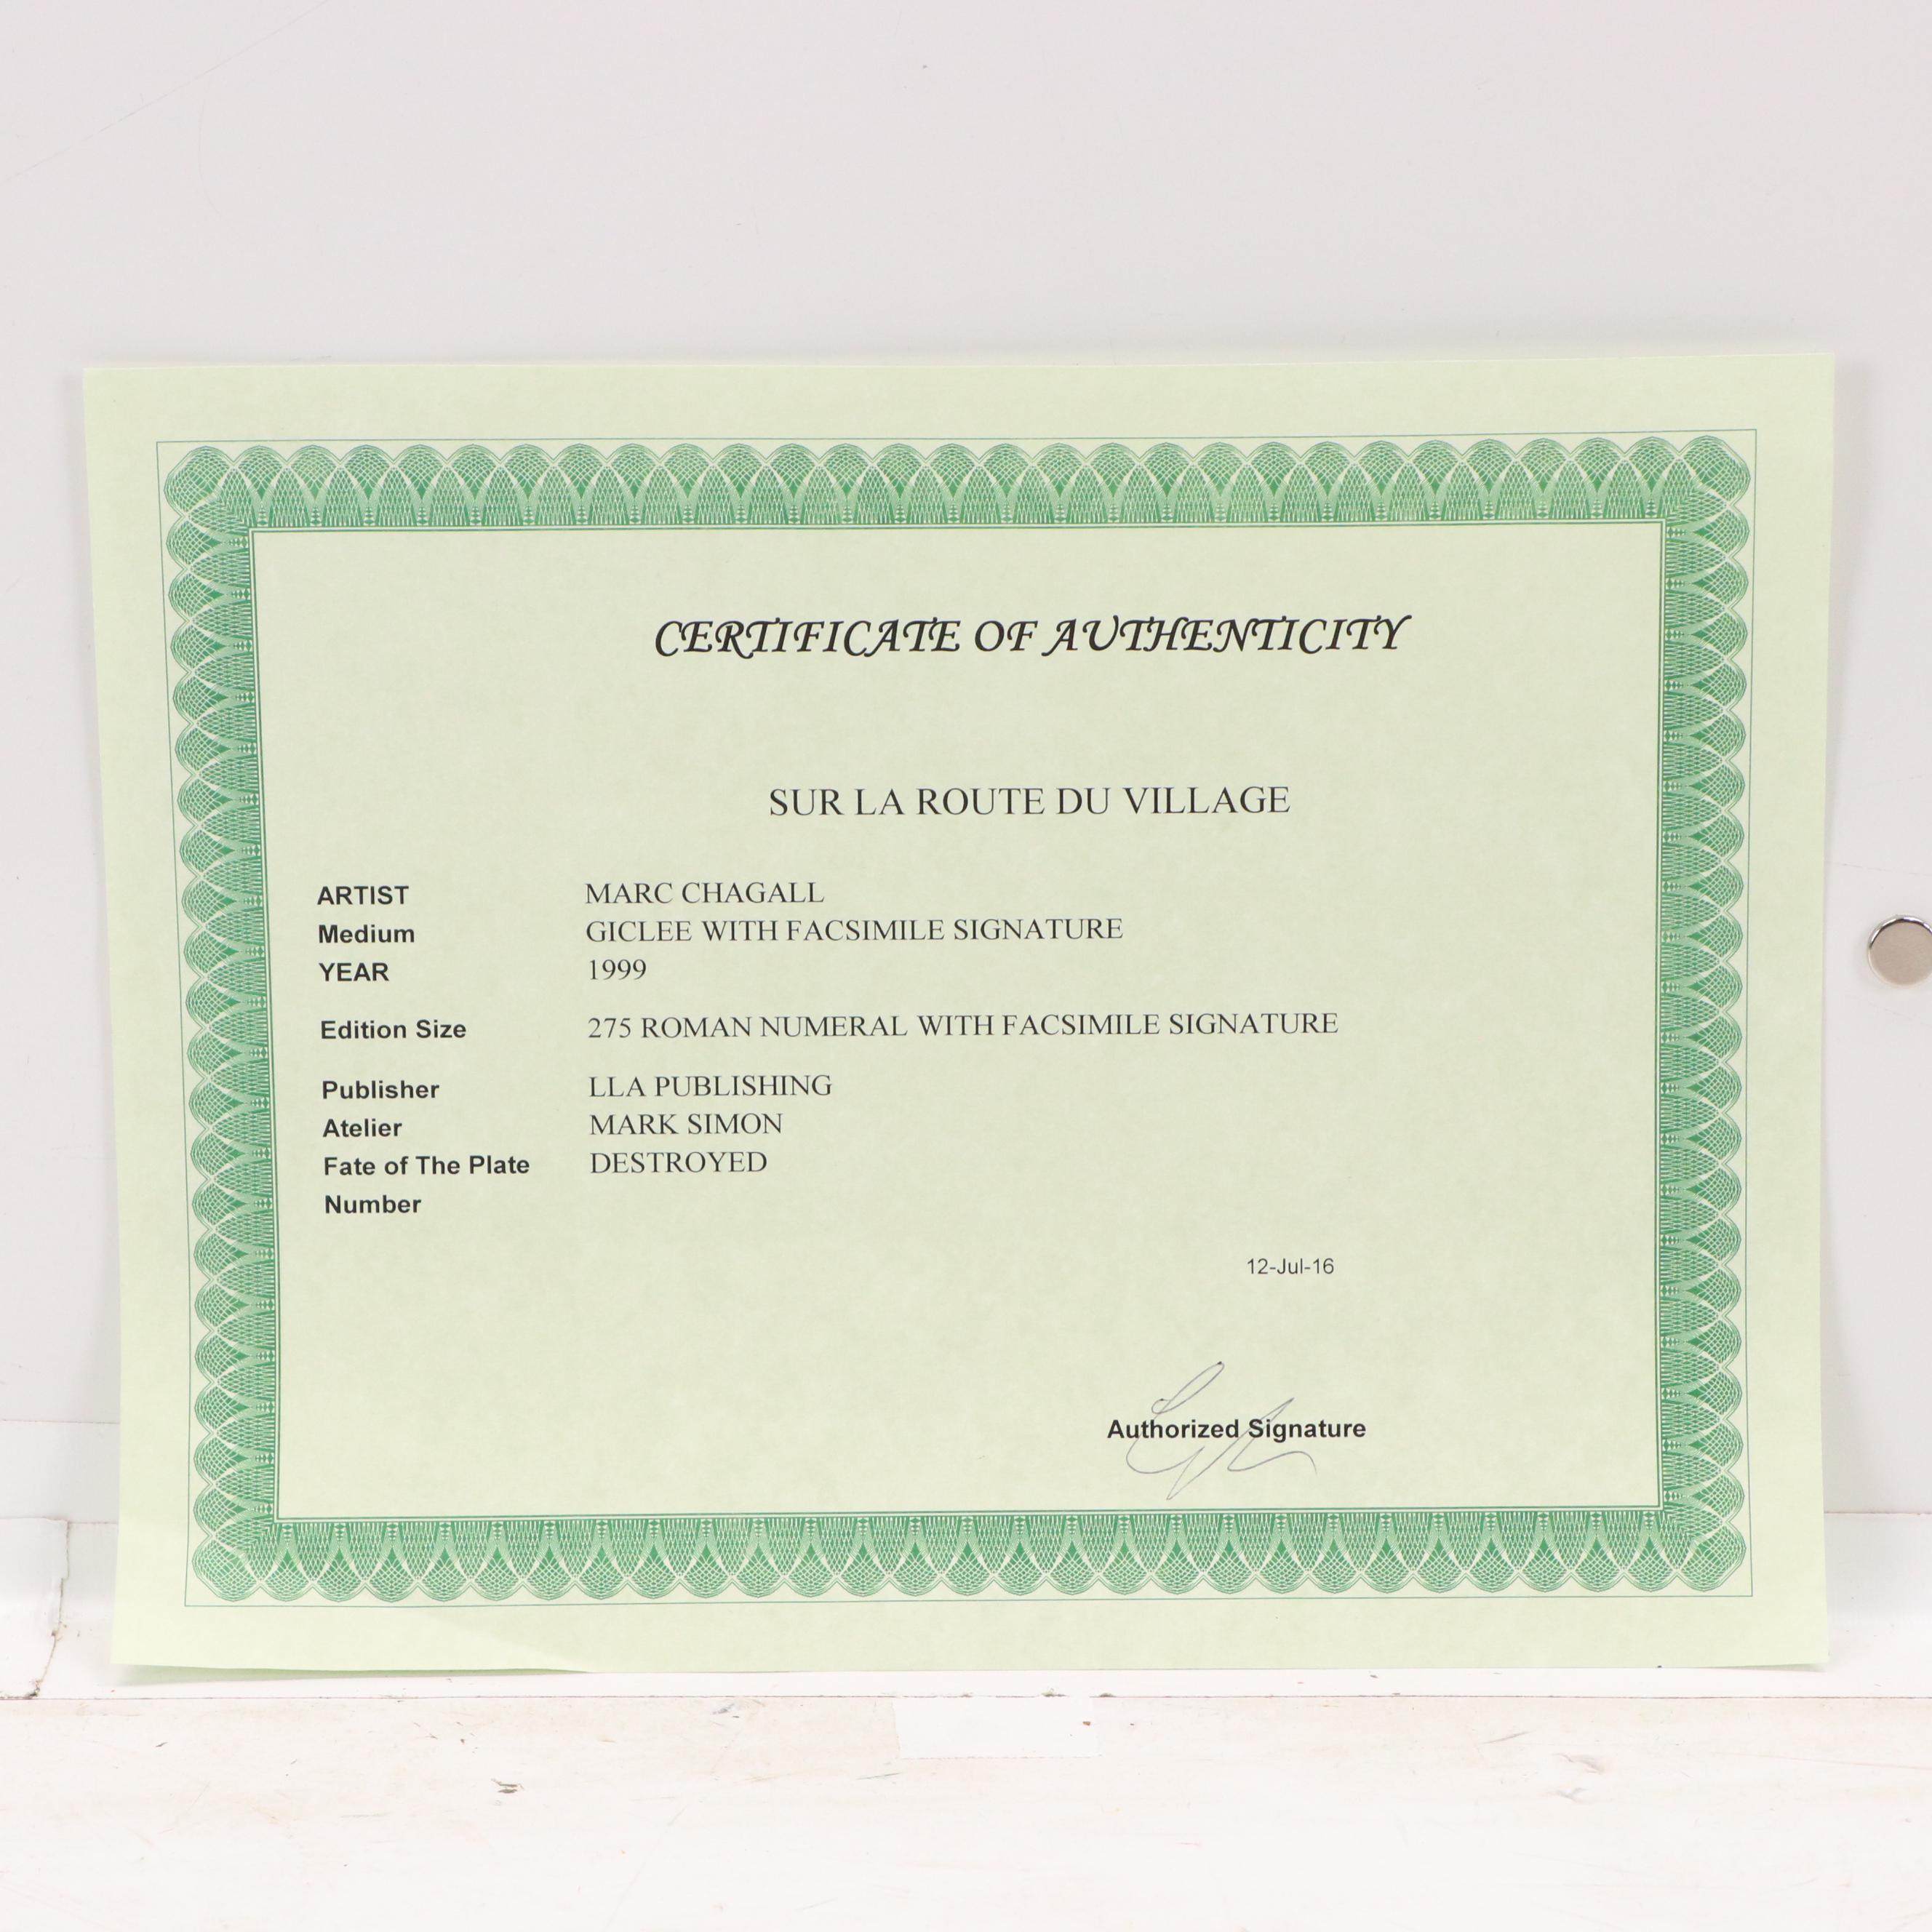 CERTIFICATE OF AUTHENTICITY
SUR LA ROUTE DU VILLAGE
ARTIST MARC CHAGALL
Medium GICLEE WITH FACSIMILE SIGNATURE
YEAR 1999
Edition Size 275 ROMAN NUMERAL WITH FACSIMILE SIGNATURE
Publisher LLA PUBLISHING
Atelier MARK SIMON
Fate of The Plate DESTROYED
Number
12-Jul-16
Authorized Signature